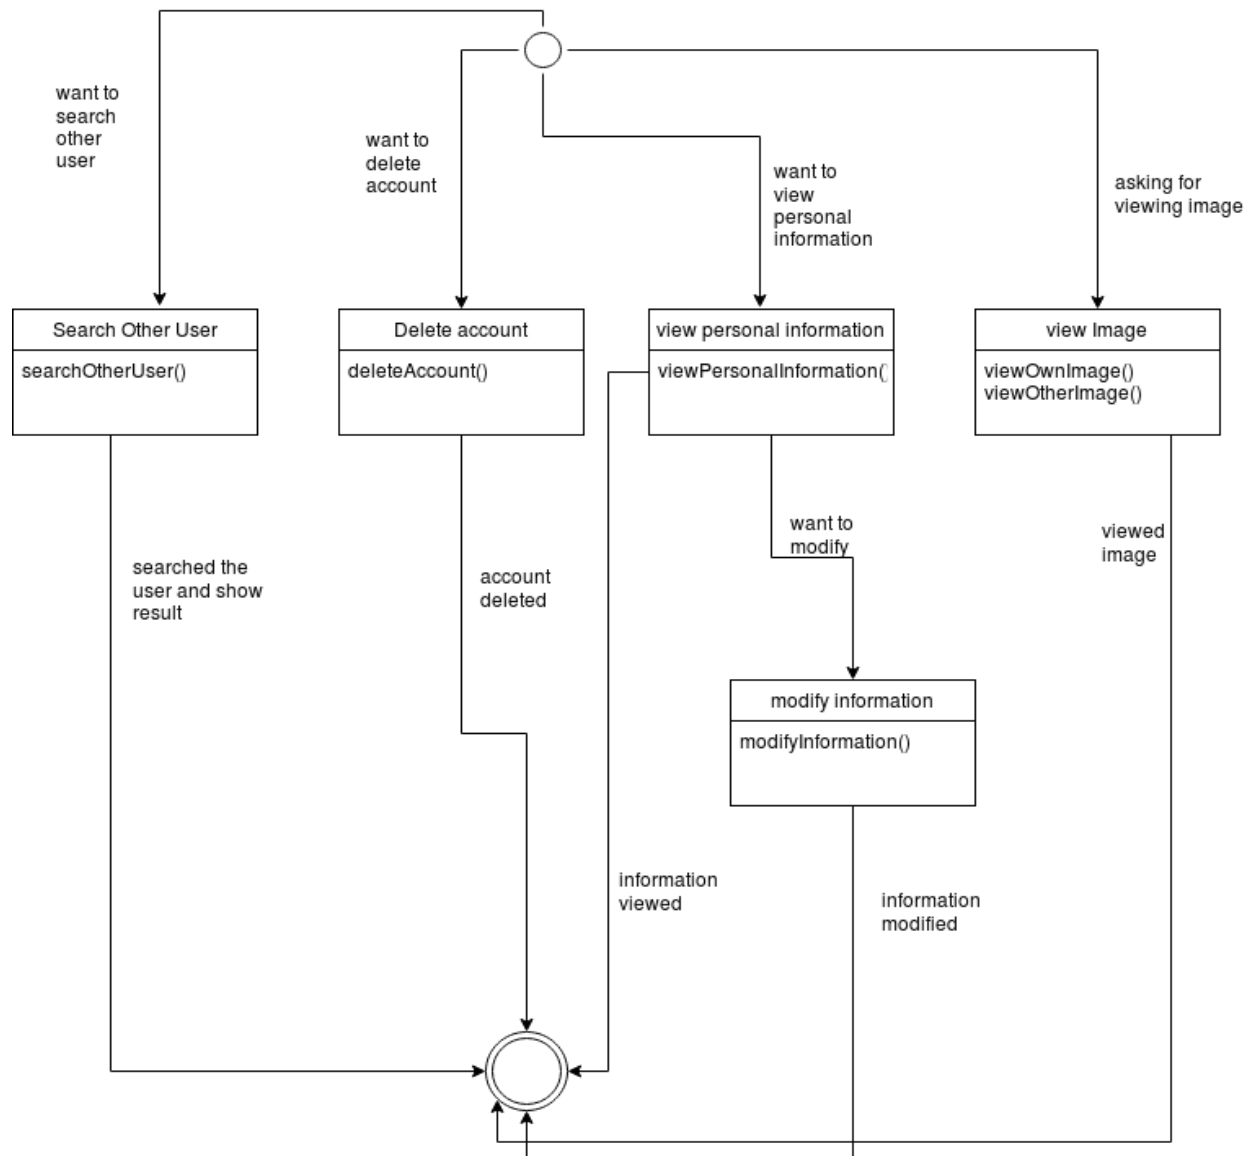 want to
search
other
user
want to
delete
account
want to
view
personal
information
asking for
viewing image
Search Other User
searchOtherUser()
Delete account
deleteAccount()
view personal information
viewPersonalInformation(
view Image
viewOwnImage()
viewOtherImage()
searched the
user and show
result
account
deleted
want to
modify
viewed
image
modify information
modifyInformation()
information
viewed
information
modified